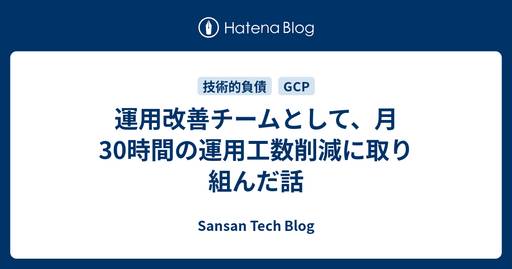 Hatena Blog
技術的負債 GCP
運用改善チームとして、月
30時間の運用工数削減に取り
組んだ話
Sansan Tech Blog